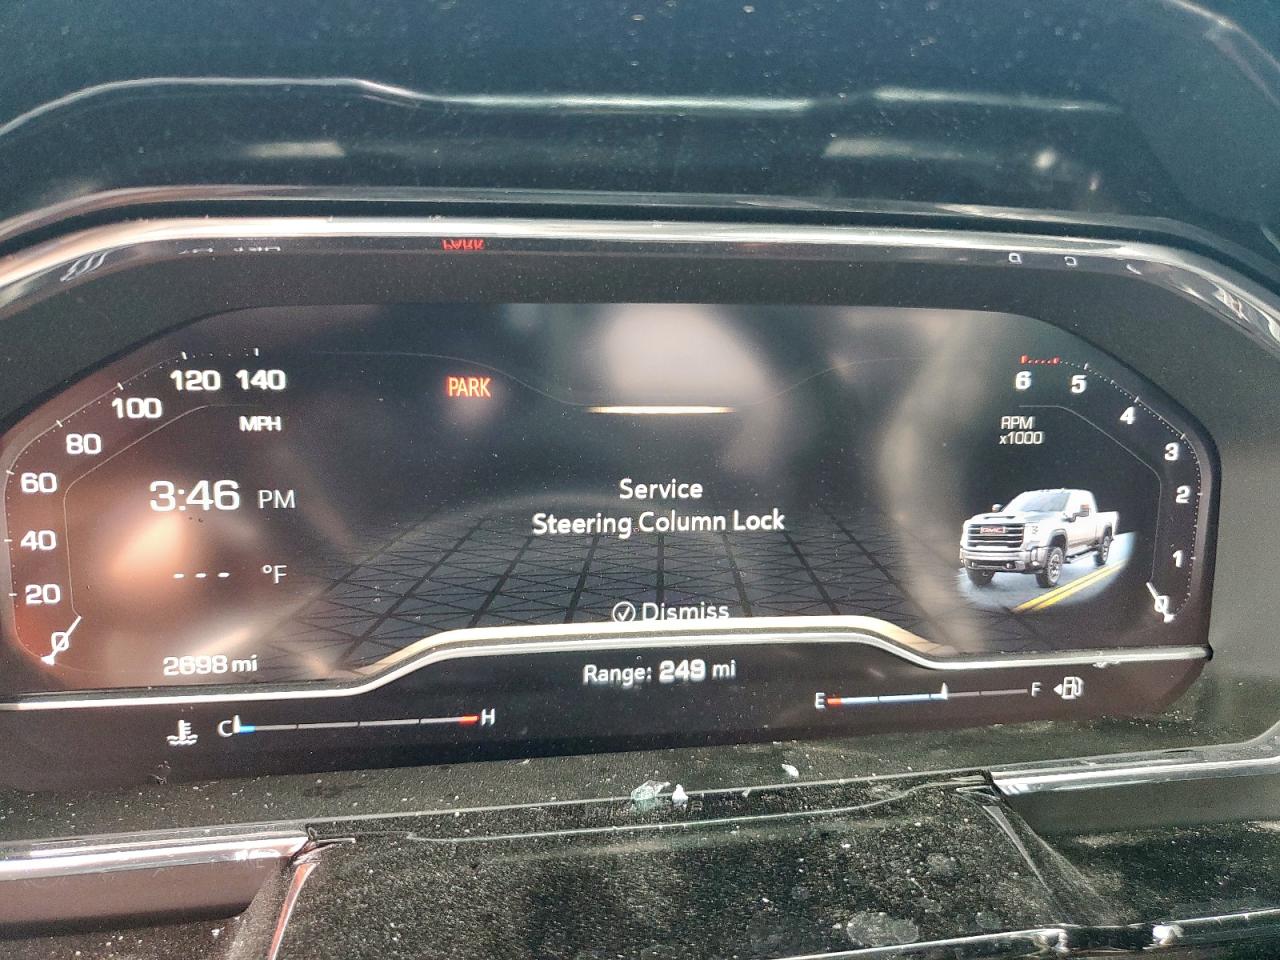 120 140
100
80
60
40
20
0
MPH
3:46 PM
--- °F
2698 mi
PARK
Service
Steering Column Lock
Dismiss
Range: 249 mi
C H
E F
6 5
4
3
2
1
0
RPM
x1000
GMC